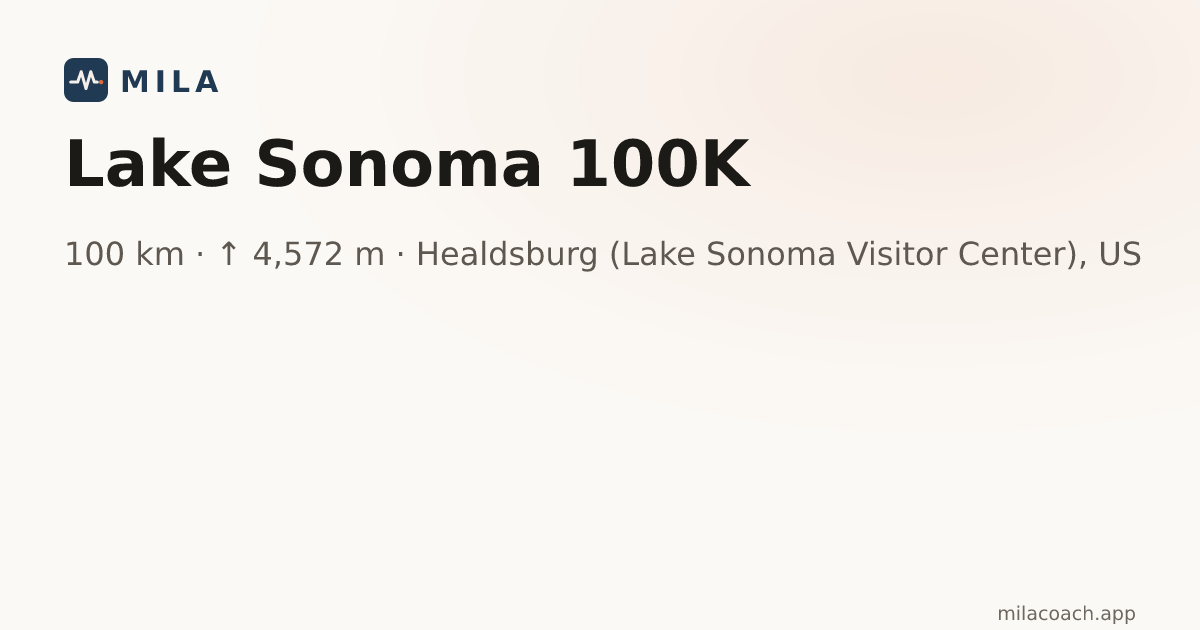 MILA
Lake Sonoma 100K
100 km · ↑ 4,572 m · Healdsburg (Lake Sonoma Visitor Center), US
milacoach.app